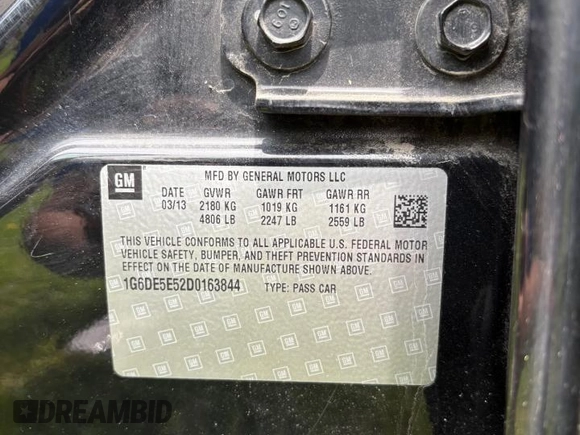 109
GM
MFD BY GENERAL MOTORS LLC
DATE GVWR GAWR FRT GAWR RR
03/13 2180 KG 1019 KG 1161 KG
4806 LB 2247 LB 2559 LB
THIS VEHICLE CONFORMS TO ALL APPLICABLE U.S. FEDERAL MOTOR
VEHICLE SAFETY, BUMPER, AND THEFT PREVENTION STANDARDS IN
EFFECT ON THE DATE OF MANUFACTURE SHOWN ABOVE.
1G6DE5E52D0163844 TYPE: PASS CAR
DREAMBID